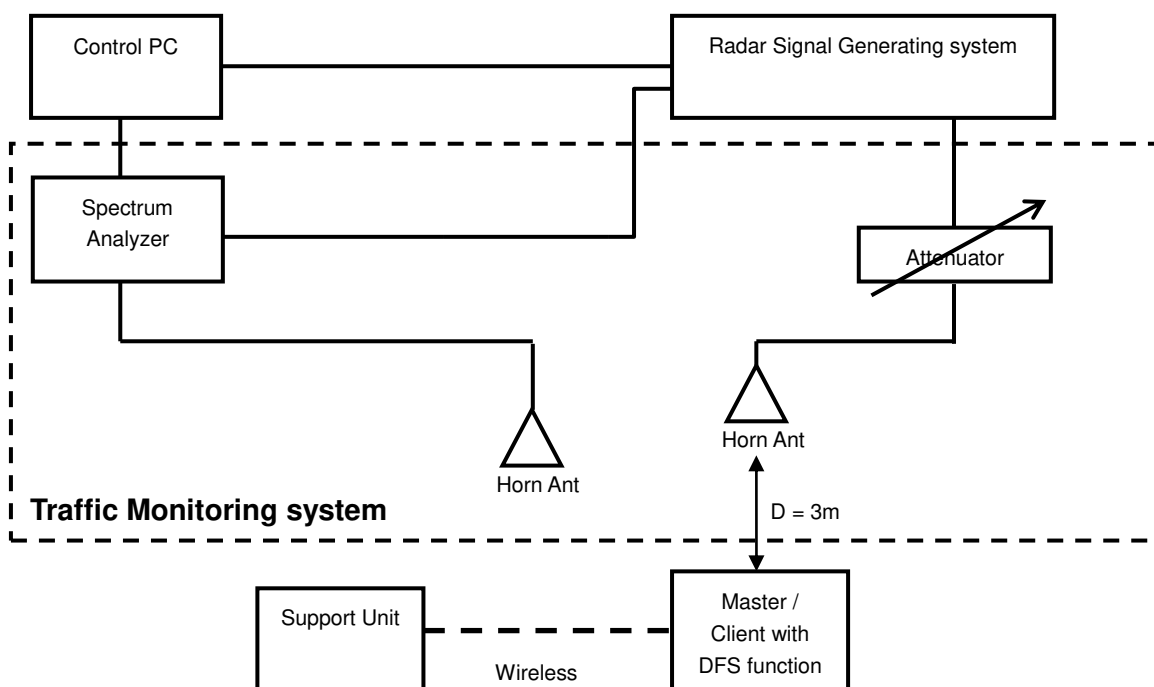 Control PC
Radar Signal Generating system
Spectrum
Analyzer
Attenuator
Horn Ant
Horn Ant
Traffic Monitoring system
D = 3m
Support Unit
Wireless
Master /
Client with
DFS function